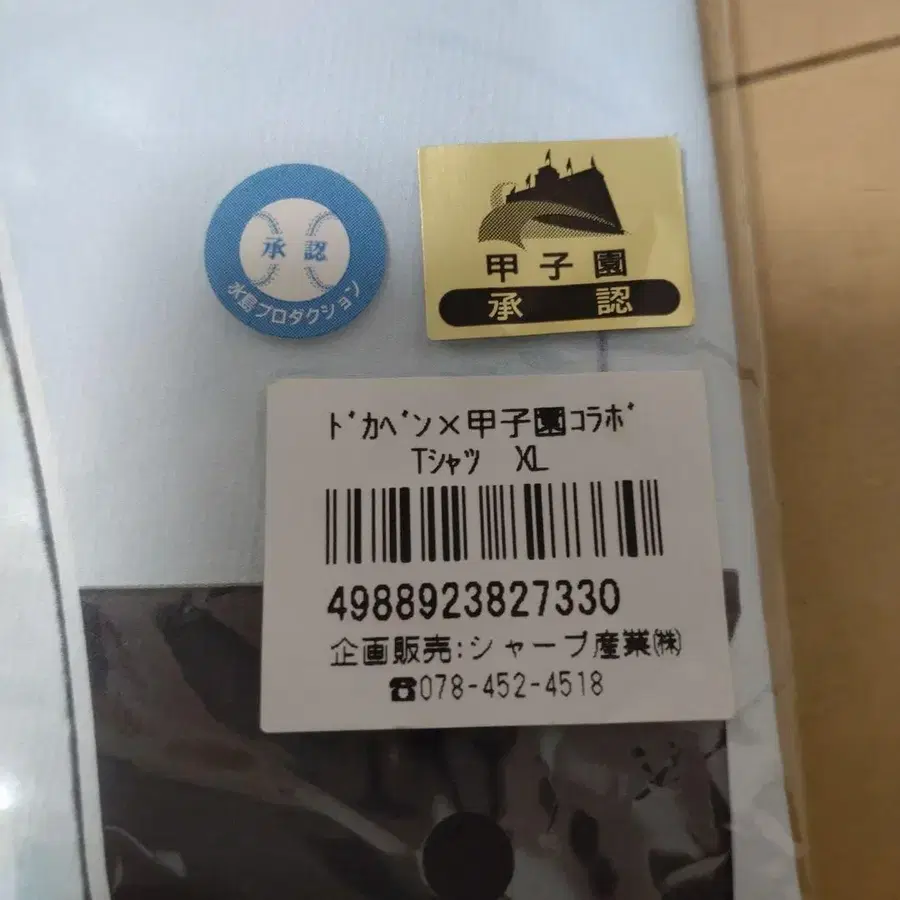 承認
水島プロダクション
甲子園
承認
ﾄﾞｶﾍﾞﾝ×甲子園ｺﾗﾎﾞ
Tｼｬﾂ XL
4988923827330
企画販売:シャープ産業㈱
☎078-452-4518